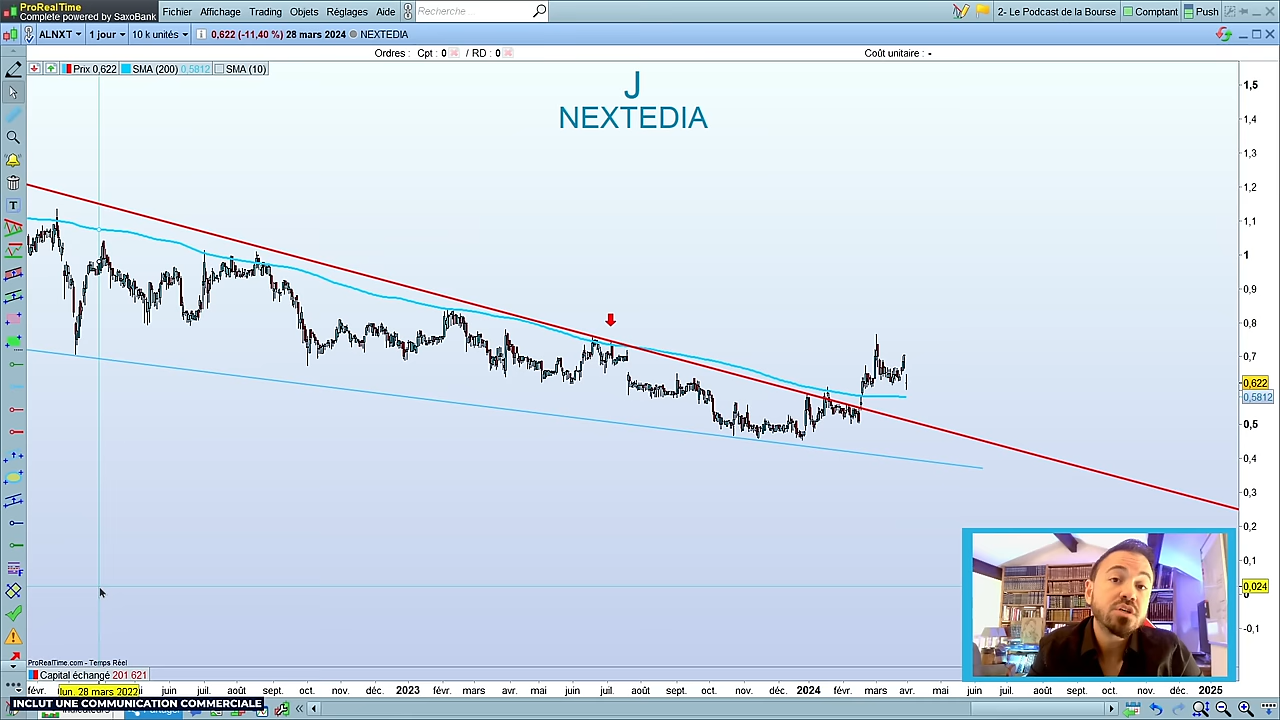 ProRealTime
Complete powered by SaxoBank
Fichier Affichage Trading Objets Réglages Aide
Recherche
2- Le Podcast de la Bourse
Comptant
Push
ALNXT
1 jour
10 k unités
0,622 (-11,40 %) 28 mars 2024
NEXTEDIA
Ordres : Cpt : 0 / RD : 0
Coût unitaire : -
Prix 0,622
SMA (200) 0,5812
SMA (10)
J
NEXTEDIA
1,5
1,4
1,3
1,2
1,1
1
0,9
0,8
0,7
0,622
0,5812
0,5
0,4
0,3
0,2
0,1
0,024
-0,1
ProRealTime.com - Temps Réel
Capital échangé 201 621
févr. lun. 28 mars 2022 juin juil. août sept. oct. nov. déc. 2023 févr. mars avr. mai juin juil. août sept. oct. nov. déc. 2024 févr. mars avr. mai juin juil. août sept. oct. nov. déc. 2025
INCLUT UNE COMMUNICATION COMMERCIALE